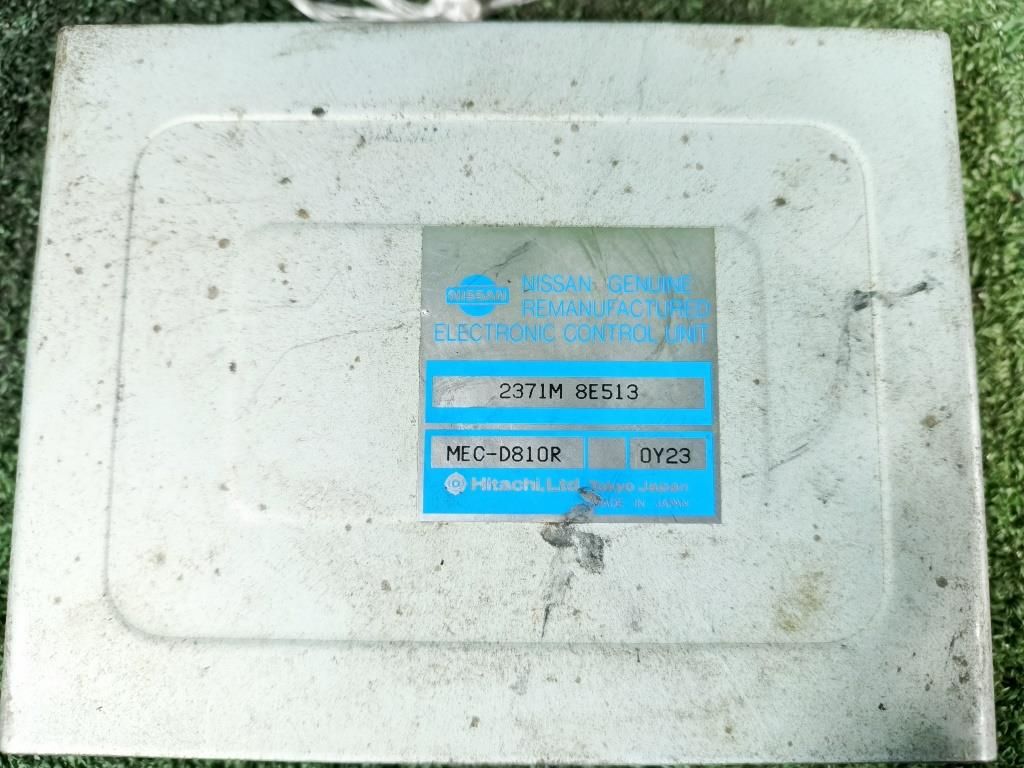 NISSAN
NISSAN GENUINE
REMANUFACTURED
ELECTRONIC CONTROL UNIT
2371M 8E513
MEC-D810R 0Y23
Hitachi, Ltd. Tokyo Japan
MADE IN JAPAN